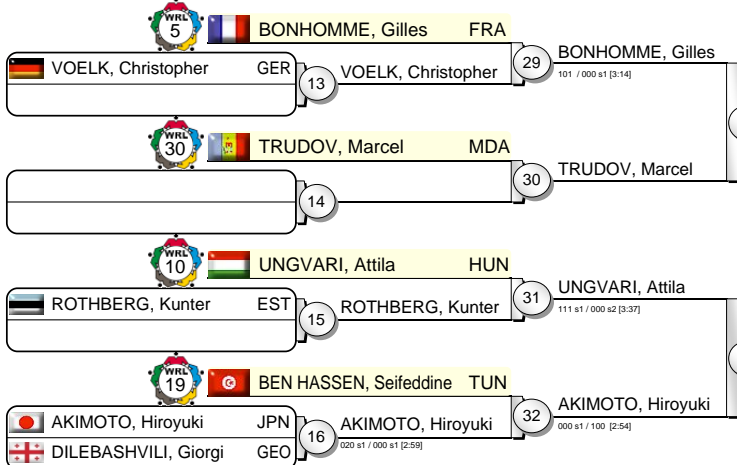 WRL
5
BONHOMME, Gilles FRA
VOELK, Christopher GER
13
VOELK, Christopher
29
BONHOMME, Gilles
101 / 000 s1 [3:14]
WRL
30
TRUDOV, Marcel MDA
14
30
TRUDOV, Marcel
WRL
10
UNGVARI, Attila HUN
ROTHBERG, Kunter EST
15
ROTHBERG, Kunter
31
UNGVARI, Attila
111 s1 / 000 s2 [3:37]
WRL
19
BEN HASSEN, Seifeddine TUN
AKIMOTO, Hiroyuki JPN
DILEBASHVILI, Giorgi GEO
16
AKIMOTO, Hiroyuki
020 s1 / 000 s1 [2:59]
32
AKIMOTO, Hiroyuki
000 s1 / 100 [2:54]